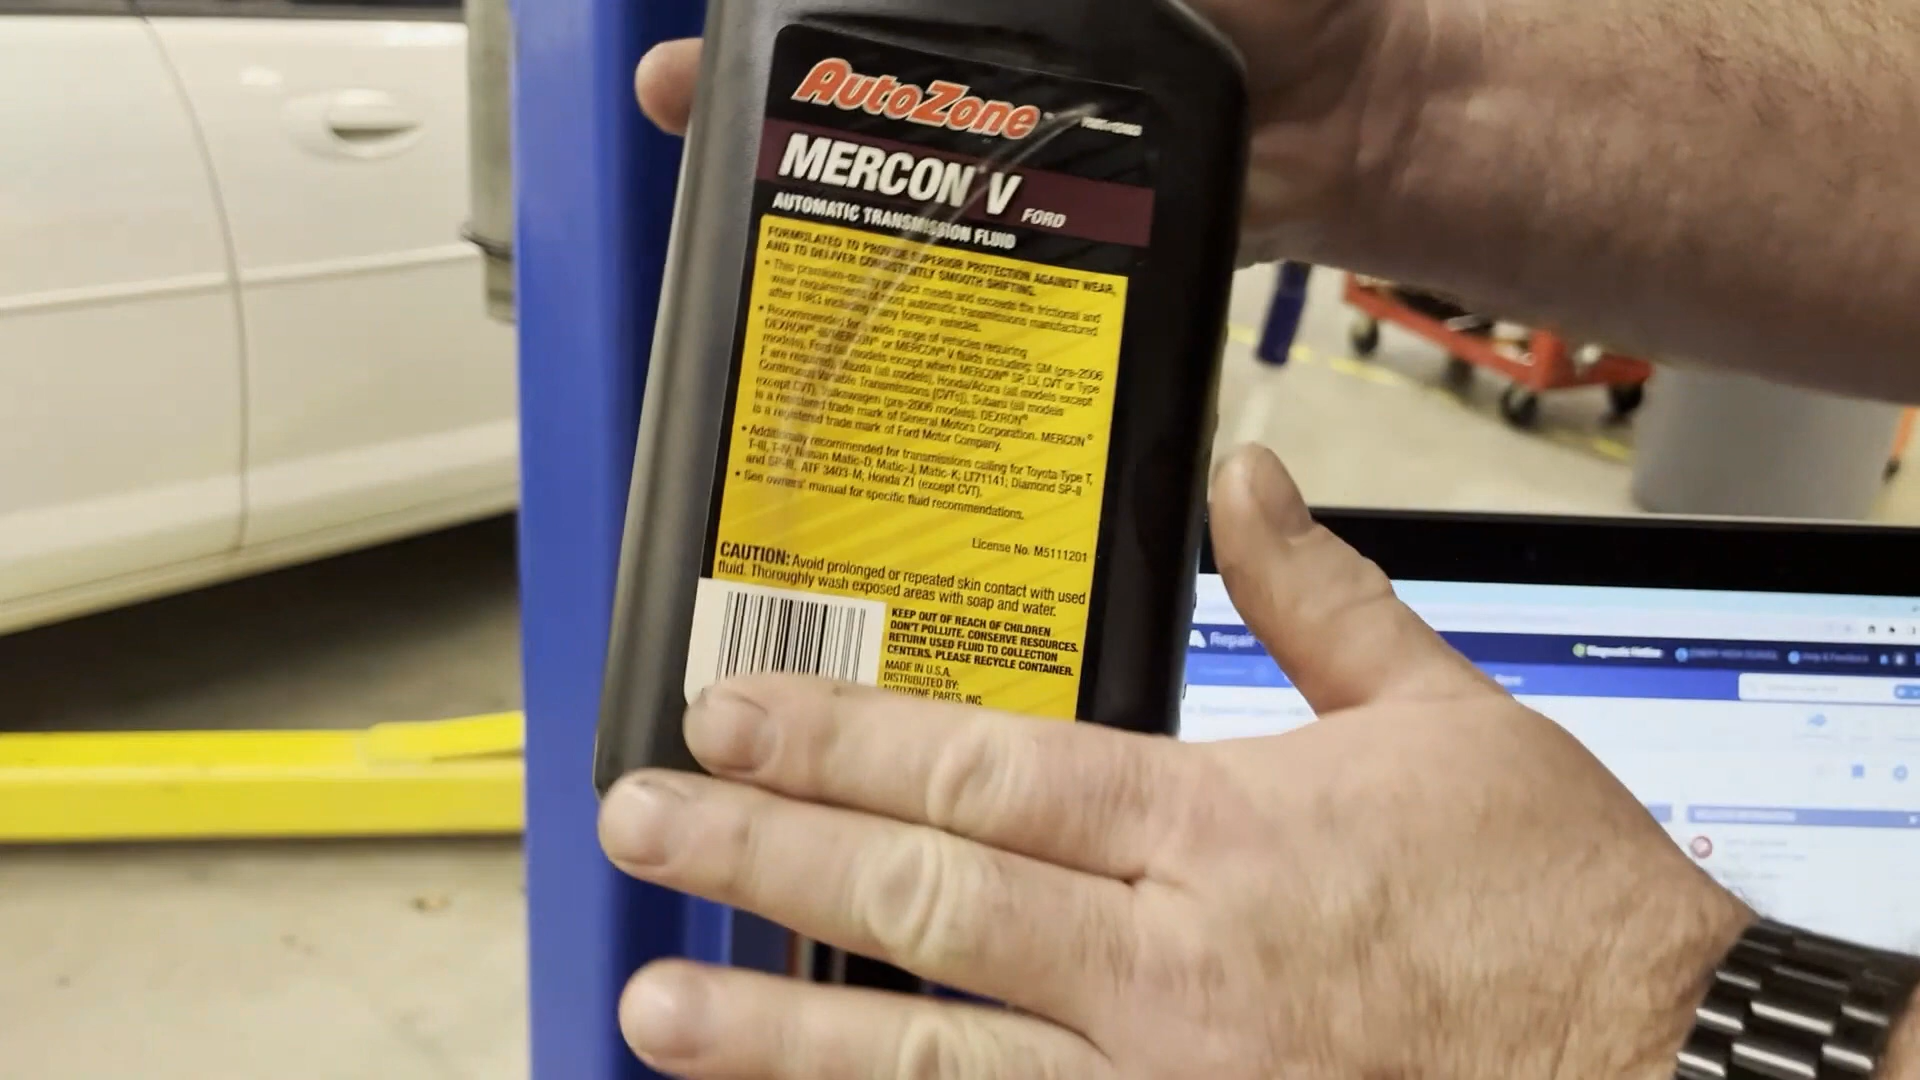 AutoZone
MERCON V FORD
AUTOMATIC TRANSMISSION FLUID
FORMULATED TO PROVIDE SUPERIOR PROTECTION AGAINST WEAR,
AND TO DELIVER CONSISTENTLY SMOOTH SHIFTING.
• This premium-quality product meets and exceeds the frictional and
wear requirements of most automatic transmissions manufactured
after 1983 including many foreign vehicles.
• Recommended for a wide range of vehicles requiring
DEXRON®-III/MERCON® or MERCON® V fluids including: GM (pre-2006
models), Ford (all models except where MERCON® SP, LV, CVT or Type
F are required), Mazda (all models), Honda/Acura (all models except
Continuous Variable Transmissions [CVTs]), Subaru (all models
except CVT), Volkswagen (pre-2006 models). DEXRON®
is a registered trade mark of General Motors Corporation. MERCON®
is a registered trade mark of Ford Motor Company.
• Additionally recommended for transmissions calling for Toyota Type T,
T-III, T-IV, Nissan Matic-D, Matic-J, Matic-K; LT71141; Diamond SP-II
and SP-III, ATF 3403-M; Honda Z1 (except CVT).
• See owners' manual for specific fluid recommendations.
License No. M5111201
CAUTION: Avoid prolonged or repeated skin contact with used
fluid. Thoroughly wash exposed areas with soap and water.
KEEP OUT OF REACH OF CHILDREN
DON'T POLLUTE. CONSERVE RESOURCES.
RETURN USED FLUID TO COLLECTION
CENTERS. PLEASE RECYCLE CONTAINER.
MADE IN U.S.A.
DISTRIBUTED BY:
AUTOZONE PARTS, INC.
Repair